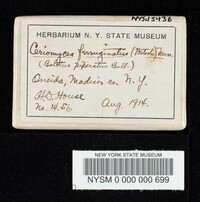 NYSd5436
HERBARIUM N. Y. STATE MUSEUM
Ceriomyces ferruginatus (Batsch) Murr.
(Boletus piperatus Bull.)
Oneida, Madison co. N. Y.
H.D. House
No. 14.56 Aug 1914.
NEW YORK STATE MUSEUM
NYSM 0 000 000 699